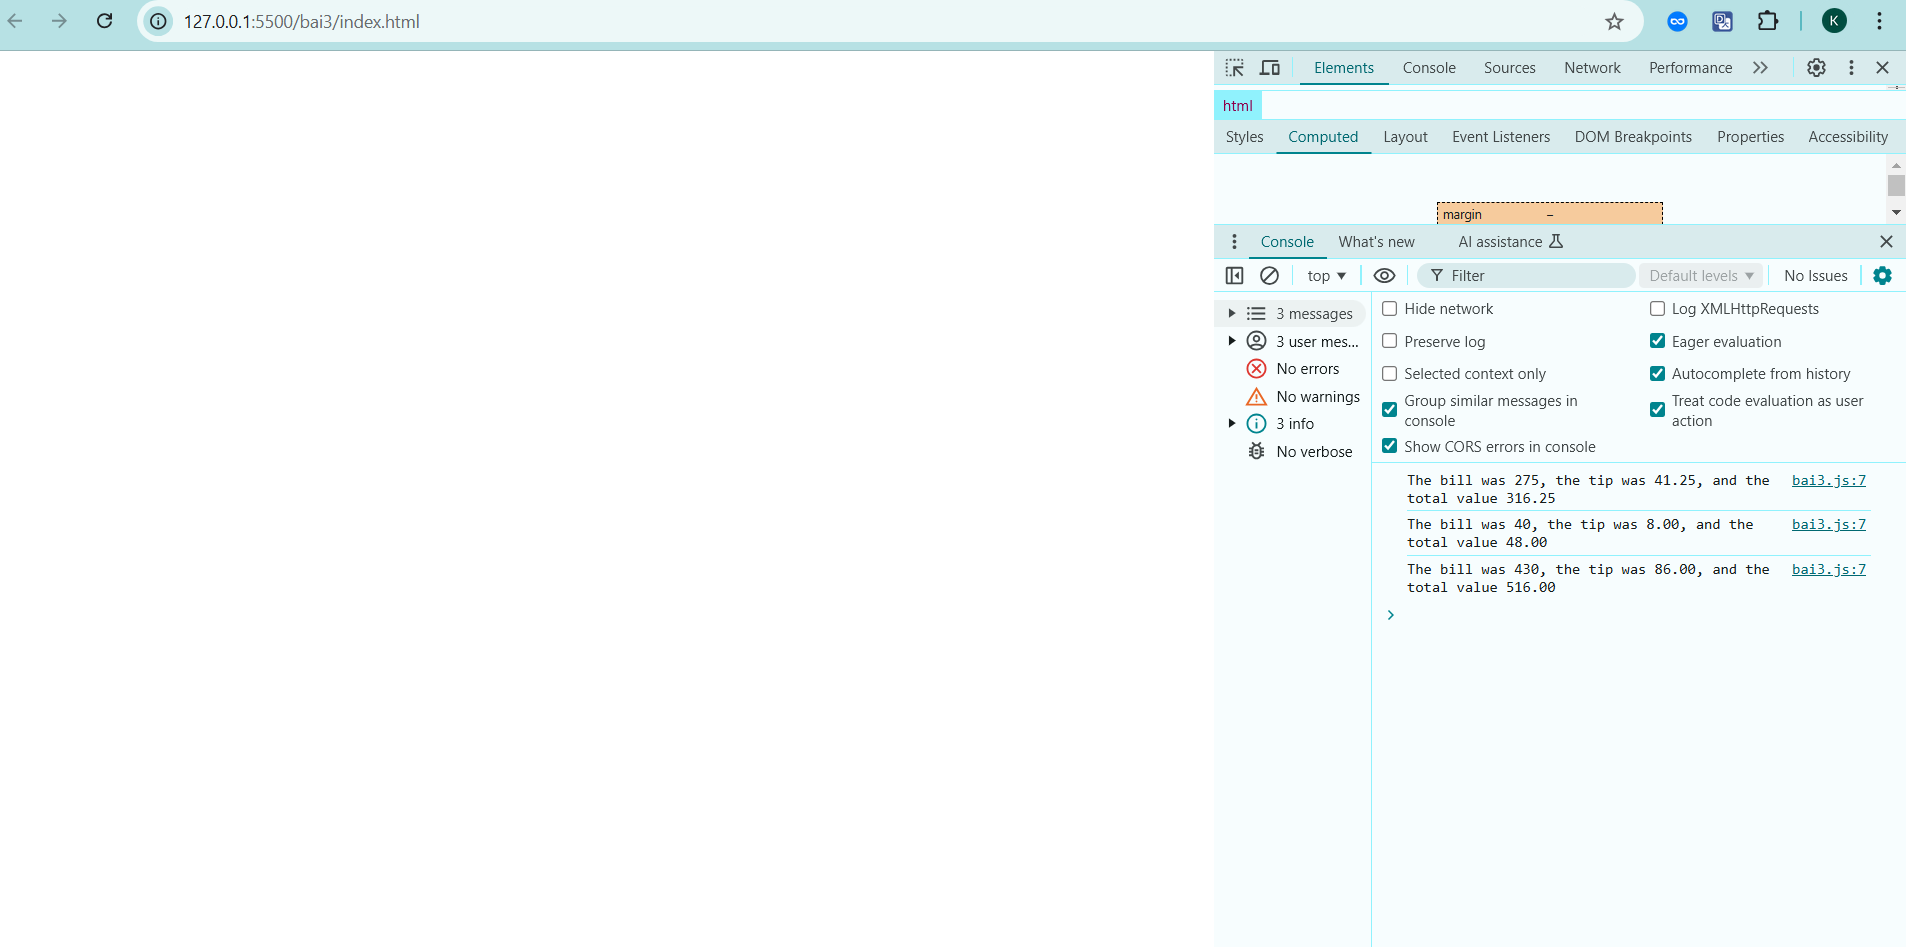 127.0.0.1:5500/bai3/index.html
K
Elements Console Sources Network Performance
html
Styles Computed Layout Event Listeners DOM Breakpoints Properties Accessibility
margin –
Console What's new AI assistance
top Filter Default levels No Issues
3 messages
3 user mes...
No errors
No warnings
3 info
No verbose
Hide network Log XMLHttpRequests
Preserve log Eager evaluation
Selected context only Autocomplete from history
Group similar messages in
console
Treat code evaluation as user
action
Show CORS errors in console
The bill was 275, the tip was 41.25, and the bai3.js:7
total value 316.25
The bill was 40, the tip was 8.00, and the bai3.js:7
total value 48.00
The bill was 430, the tip was 86.00, and the bai3.js:7
total value 516.00